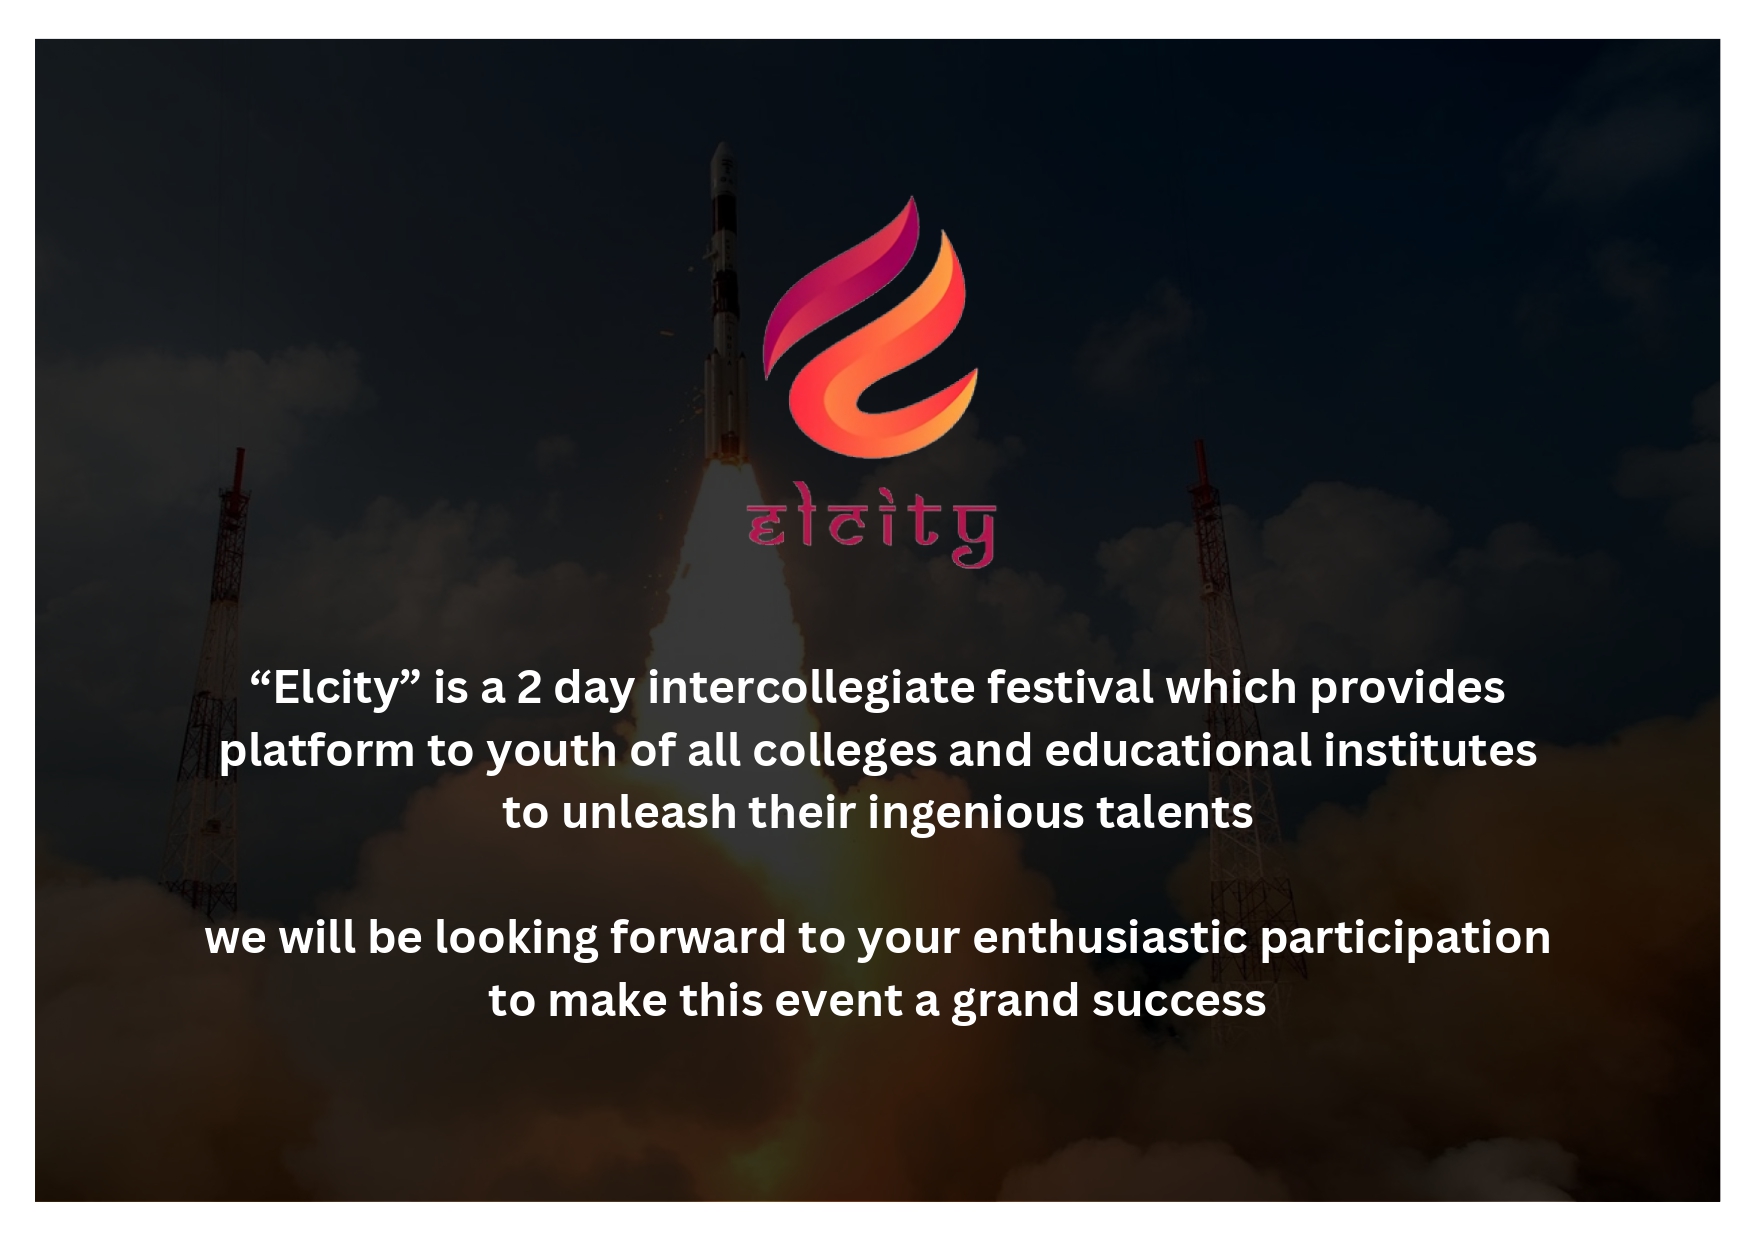 elcity
“Elcity” is a 2 day intercollegiate festival which provides
platform to youth of all colleges and educational institutes
to unleash their ingenious talents
we will be looking forward to your enthusiastic participation
to make this event a grand success